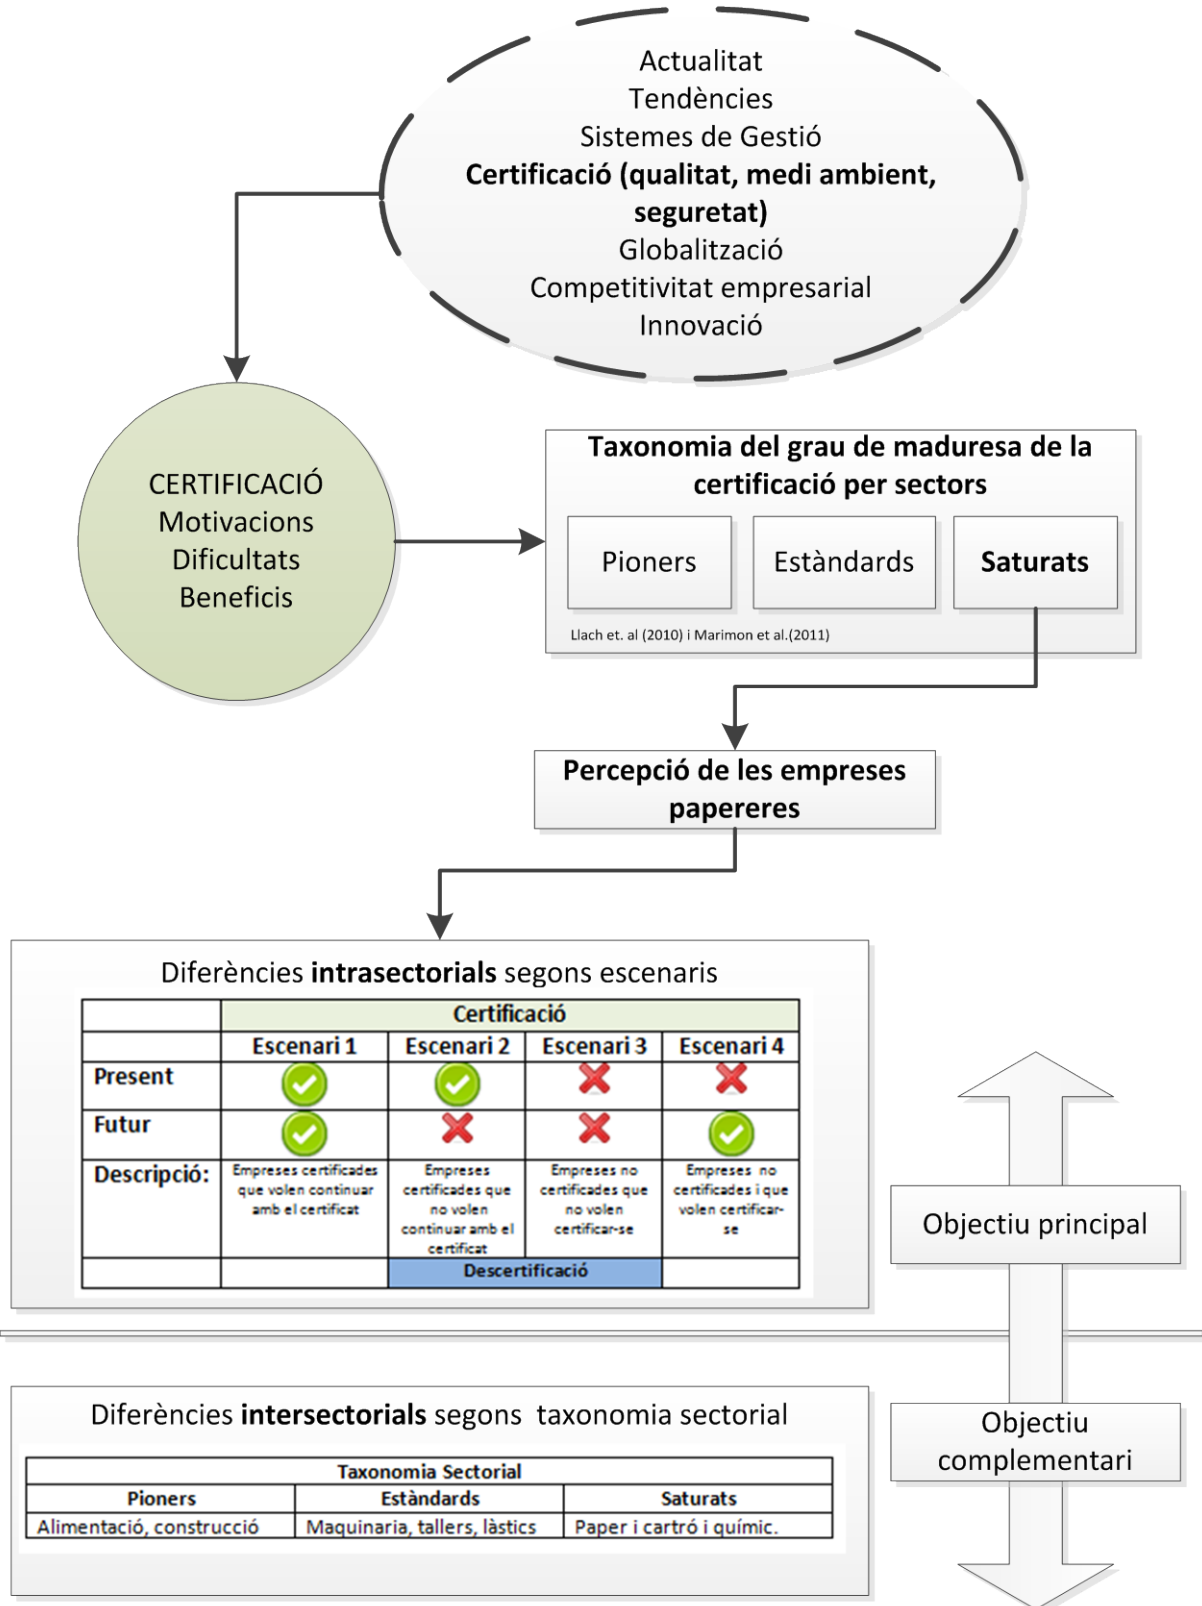 Actualitat
Tendències
Sistemes de Gestió
Certificació (qualitat, medi ambient,
seguretat)
Globalització
Competitivitat empresarial
Innovació
CERTIFICACIÓ
Motivacions
Dificultats
Beneficis
Taxonomia del grau de maduresa de la
certificació per sectors
Pioners
Estàndards
Saturats
Llach et. al (2010) i Marimon et al.(2011)
Percepció de les empreses
papereres
Diferències intrasectorials segons escenaris
Certificació
Escenari 1 Escenari 2 Escenari 3 Escenari 4
Present
Futur
Descripció:
Empreses certificades
que volen continuar
amb el certificat
Empreses
certificades que
no volen
continuar amb el
certificat
Empreses no
certificades que
no volen
certificar-se
Empreses no
certificades i que
volen certificar-
se
Descertificació
Objectiu principal
Diferències intersectorials segons taxonomia sectorial
Taxonomia Sectorial
Pioners Estàndards Saturats
Alimentació, construcció Maquinaria, tallers, làstics Paper i cartró i químic.
Objectiu
complementari